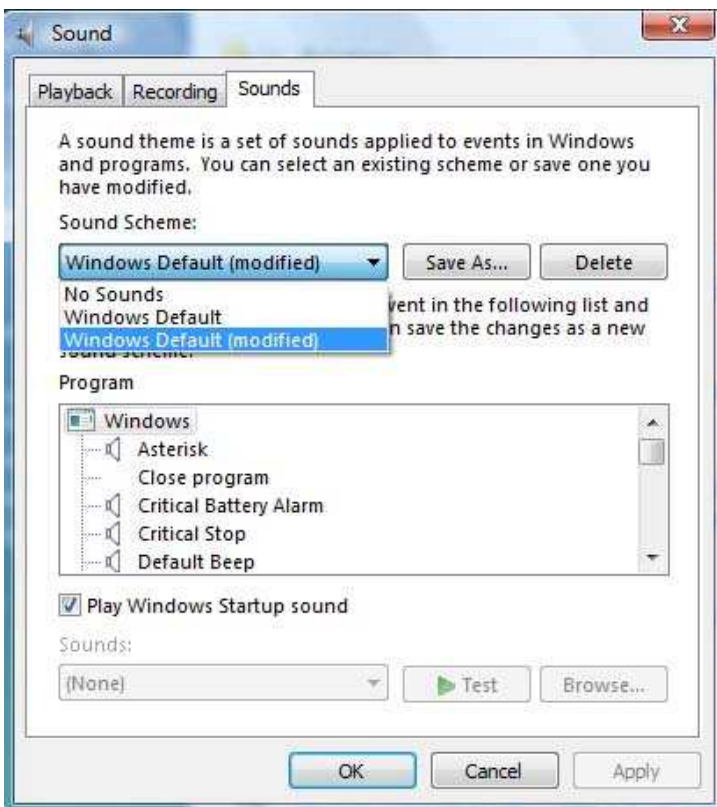 Sound
Playback Recording Sounds
A sound theme is a set of sounds applied to events in Windows
and programs. You can select an existing scheme or save one you
have modified.
Sound Scheme:
Windows Default (modified) Save As... Delete
No Sounds
Windows Default
Windows Default (modified)
vent in the following list and
n save the changes as a new
sound scheme.
Program
Windows
Asterisk
Close program
Critical Battery Alarm
Critical Stop
Default Beep
Play Windows Startup sound
Sounds:
(None) Test Browse...
OK Cancel Apply